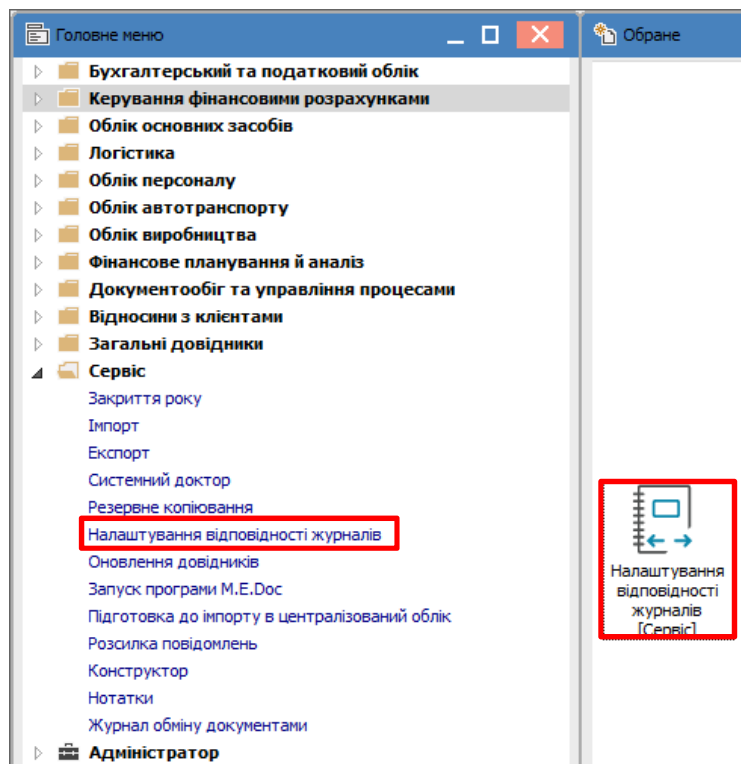 Головне меню
Обране
Бухгалтерський та податковий облік
Керування фінансовими розрахунками
Облік основних засобів
Логістика
Облік персоналу
Облік автотранспорту
Облік виробництва
Фінансове планування й аналіз
Документообіг та управління процесами
Відносини з клієнтами
Загальні довідники
Сервіс
Закриття року
Імпорт
Експорт
Системний доктор
Резервне копіювання
Налаштування відповідності журналів
Оновлення довідників
Запуск програми M.E.Doc
Підготовка до імпорту в централізований облік
Розсилка повідомлень
Конструктор
Нотатки
Журнал обміну документами
Адміністратор
Налаштування
відповідності
журналів
[Сервіс]